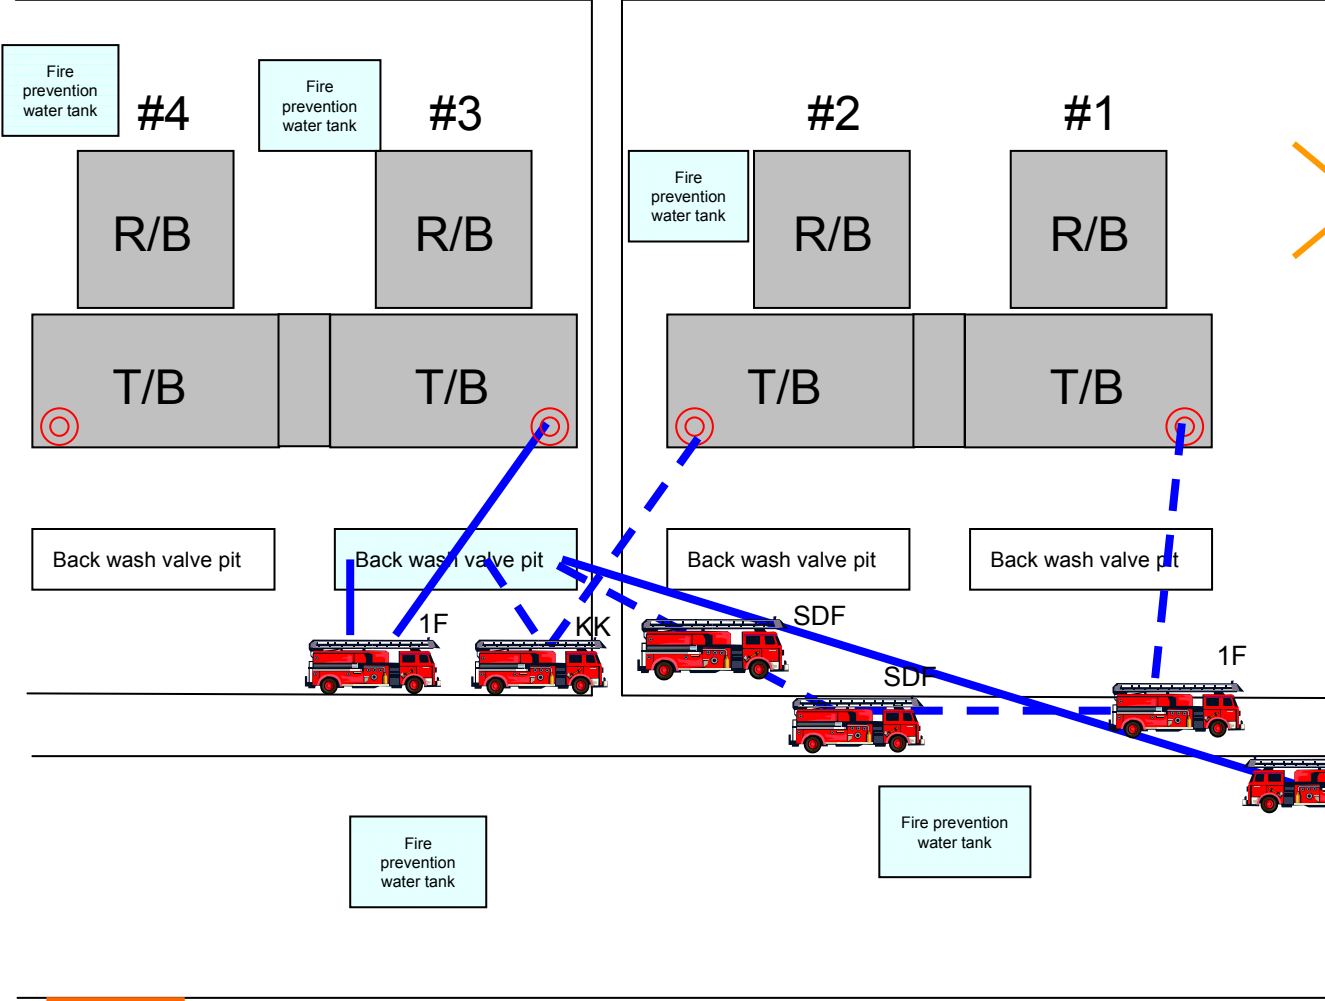 Fire
prevention
water tank
#4
Fire
prevention
water tank
#3
#2
#1
Fire
prevention
water tank
R/B
R/B
R/B
R/B
T/B
T/B
T/B
T/B
Back wash valve pit
Back wash valve pit
Back wash valve pit
Back wash valve pit
1F
KK
SDF
SDF
1F
Fire
prevention
water tank
Fire prevention
water tank